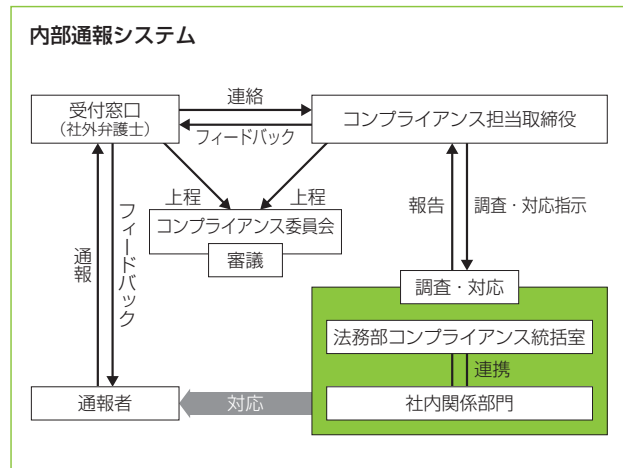 内部通報システム
受付窓口
(社外弁護士)
連絡
フィードバック
コンプライアンス担当取締役
上程
上程
コンプライアンス委員会
審議
通報
フィードバック
報告
調査・対応指示
調査・対応
法務部コンプライアンス統括室
連携
社内関係部門
対応
通報者